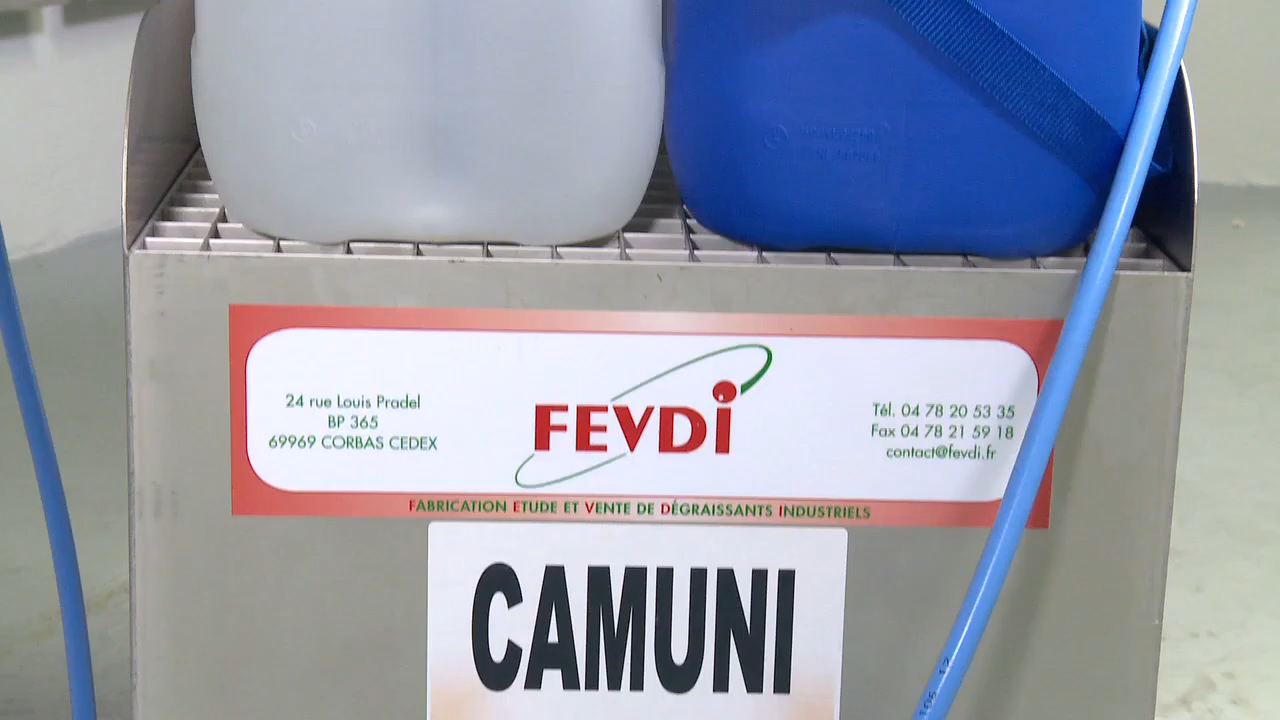 24 rue Louis Pradel
BP 365
69969 CORBAS CEDEX
FEVDi
Tél. 04 78 20 53 35
Fax 04 78 21 59 18
contact@fevdi.fr
FABRICATION ETUDE ET VENTE DE DÉGRAISSANTS INDUSTRIELS
CAMUNI